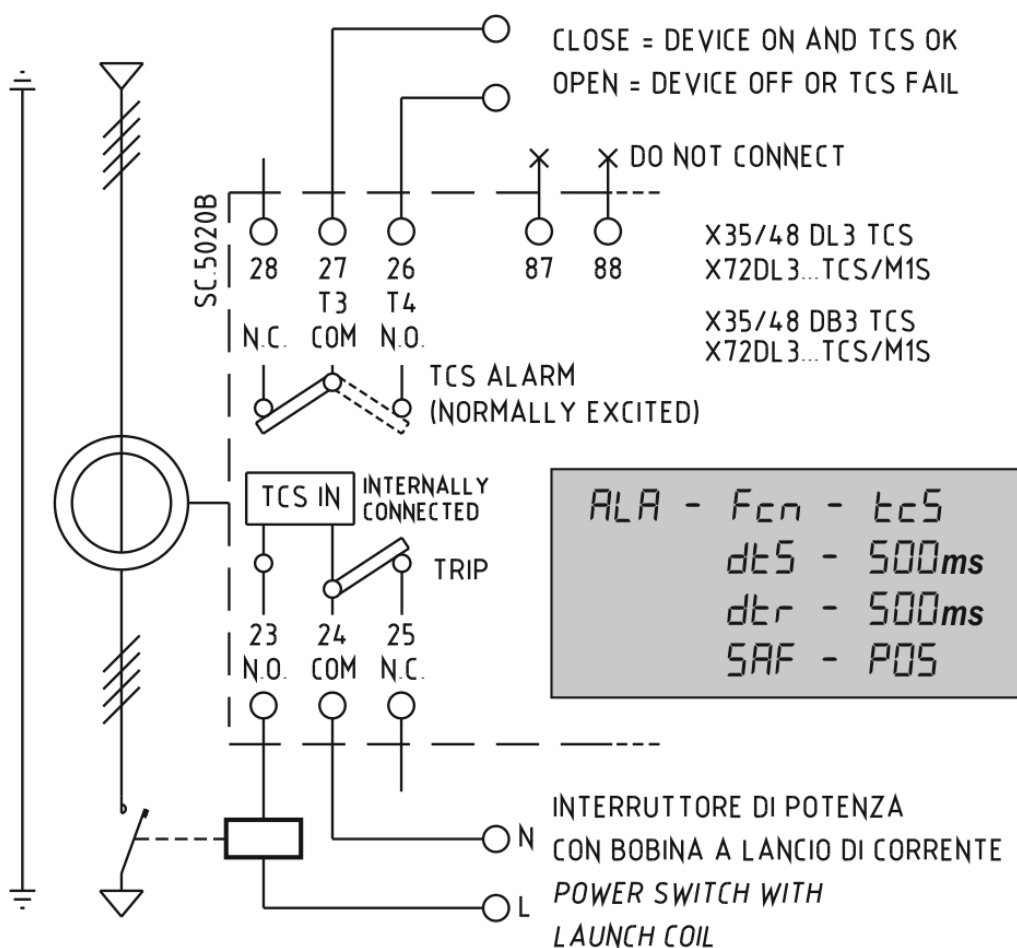 CLOSE = DEVICE ON AND TCS OK
OPEN = DEVICE OFF OR TCS FAIL
DO NOT CONNECT
SC.5020B
28 27 26 87 88
T3 T4
N.C. COM N.O.
X35/48 DL3 TCS
X72DL3...TCS/M1S
X35/48 DB3 TCS
X72DL3...TCS/M1S
TCS ALARM
(NORMALLY EXCITED)
TCS IN
INTERNALLY
CONNECTED
TRIP
23 24 25
N.O. COM N.C.
ALA - Fcn - tcS
dtS - 500ms
dtr - 500ms
SAF - POS
N
L
INTERRUTTORE DI POTENZA
CON BOBINA A LANCIO DI CORRENTE
POWER SWITCH WITH
LAUNCH COIL